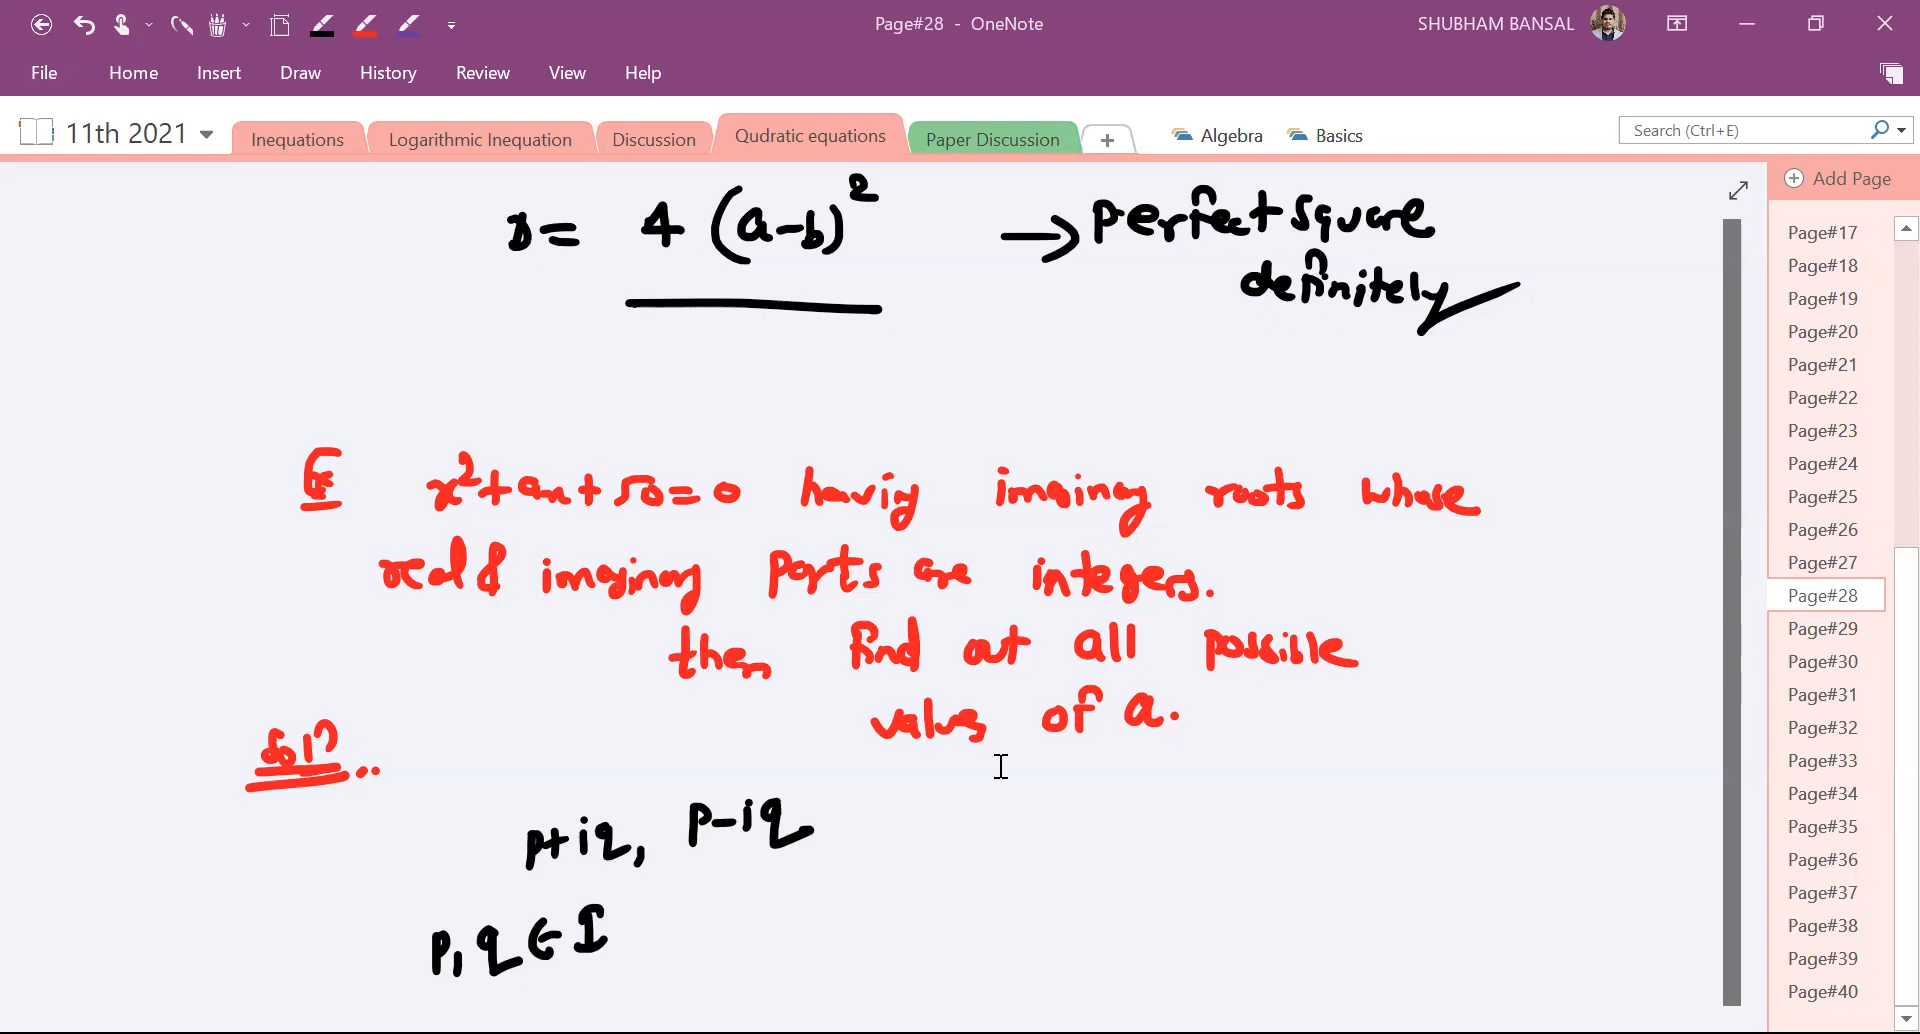 Page#28 - OneNote
SHUBHAM BANSAL
File Home Insert Draw History Review View Help
11th 2021
Inequations Logarithmic Inequation Discussion Qudratic equations Paper Discussion + Algebra Basics
Search (Ctrl+E)
Add Page
D = 4 (a-b)² → perfect square
definitely
Ex x²+ax+50=0 having imaginary roots whose
real & imaginary parts are integers.
then find out all possible
values of a.
Solⁿ..
p+iq, p-iq
p,q ∈ I
Page#17
Page#18
Page#19
Page#20
Page#21
Page#22
Page#23
Page#24
Page#25
Page#26
Page#27
Page#28
Page#29
Page#30
Page#31
Page#32
Page#33
Page#34
Page#35
Page#36
Page#37
Page#38
Page#39
Page#40